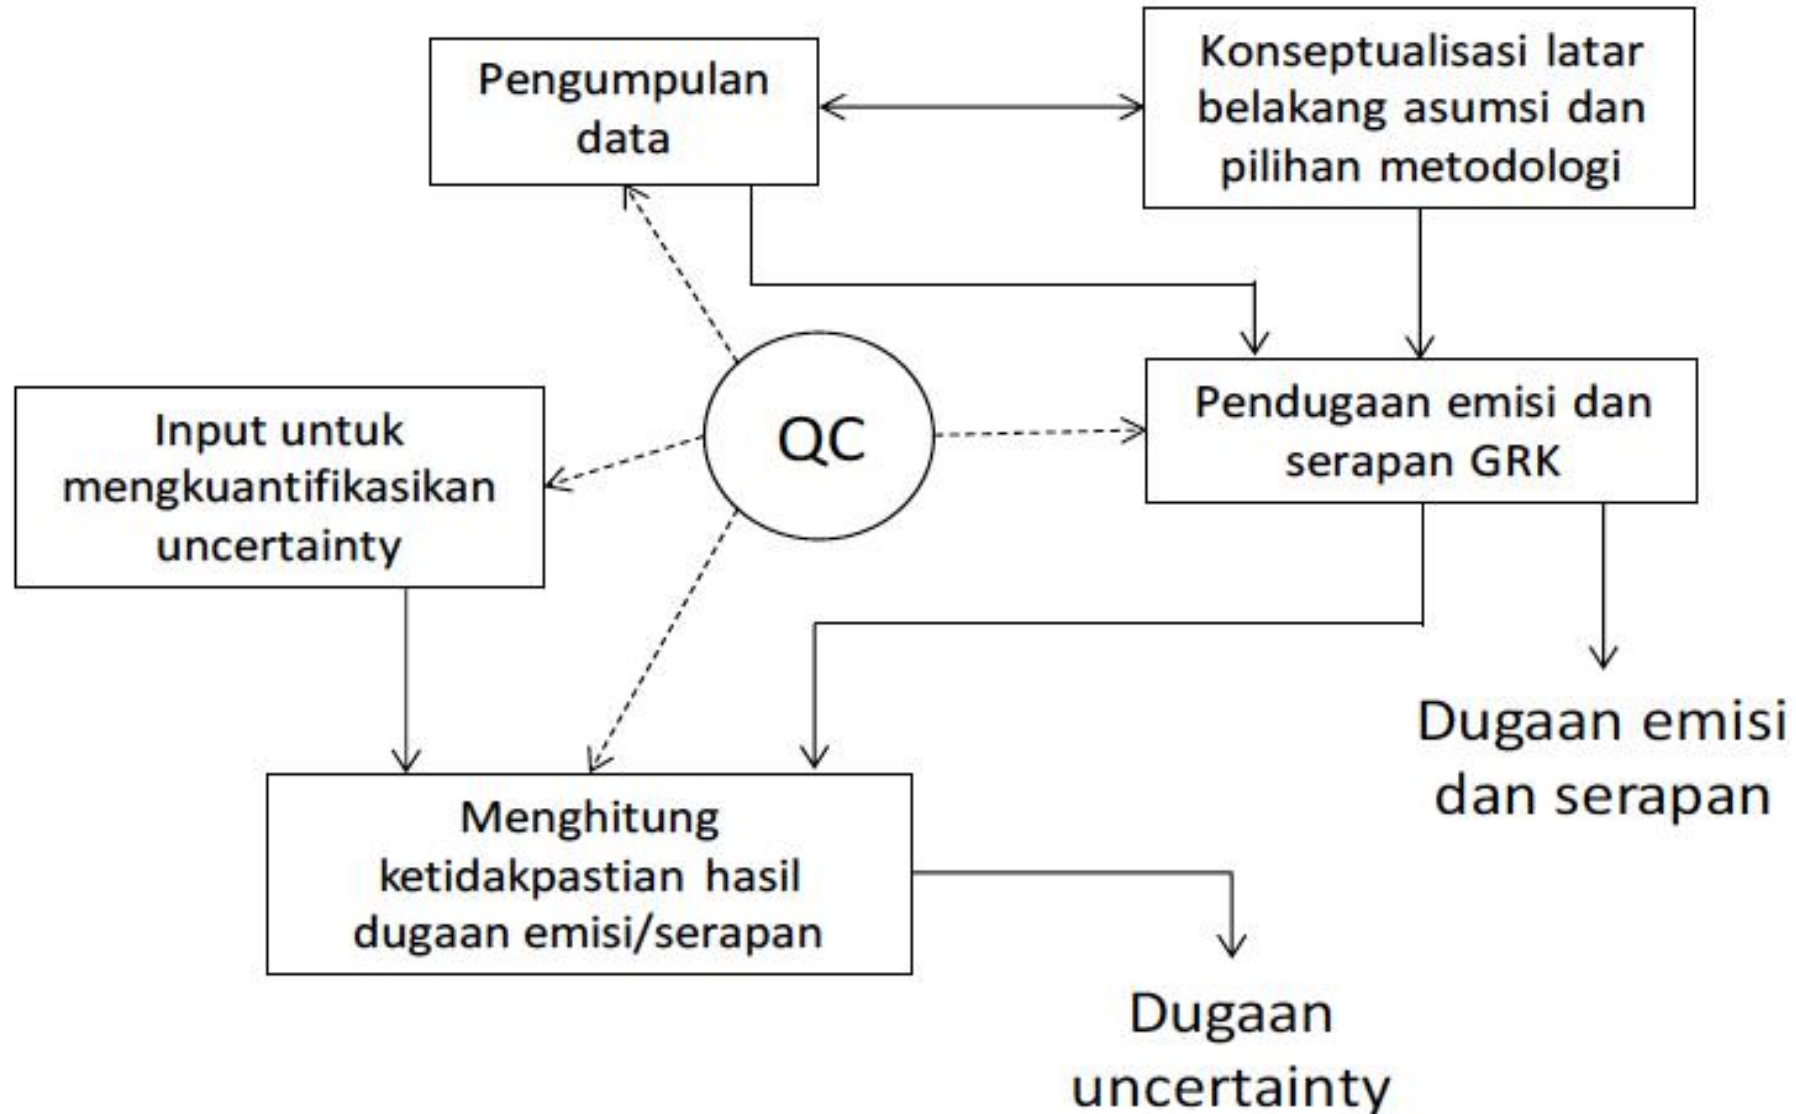 Pengumpulan
data
Konseptualisasi latar
belakang asumsi dan
pilihan metodologi
QC
Pendugaan emisi dan
serapan GRK
Input untuk
mengkuantifikasikan
uncertainty
Dugaan emisi
dan serapan
Menghitung
ketidakpastian hasil
dugaan emisi/serapan
Dugaan
uncertainty